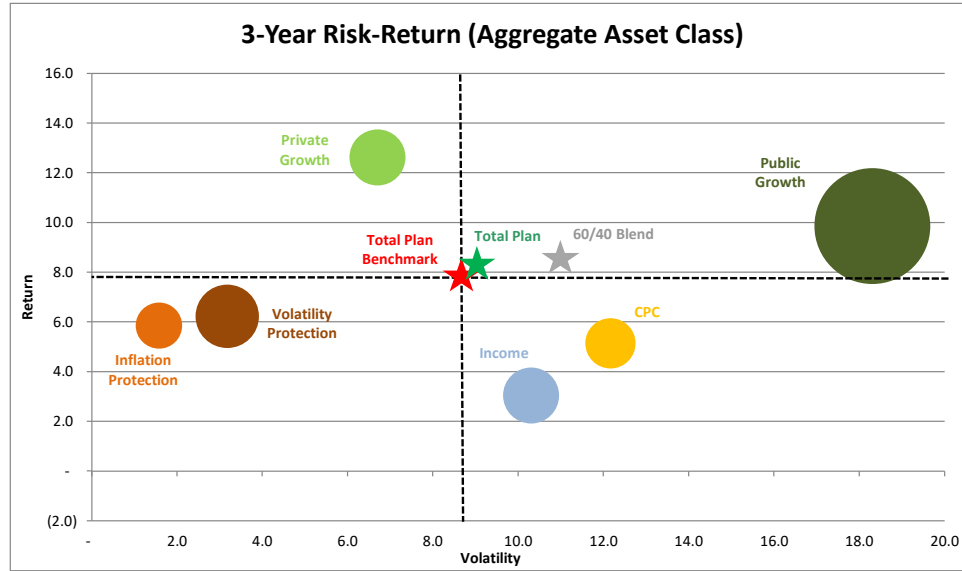 3-Year Risk-Return (Aggregate Asset Class)
16.0
14.0
12.0
10.0
8.0
6.0
4.0
2.0
-
(2.0)
Return
Private
Growth
Public
Growth
Total Plan
Benchmark
Total Plan
60/40 Blend
Volatility
Protection
Inflation
Protection
CPC
Income
-
2.0
4.0
6.0
8.0
10.0
12.0
14.0
16.0
18.0
20.0
Volatility